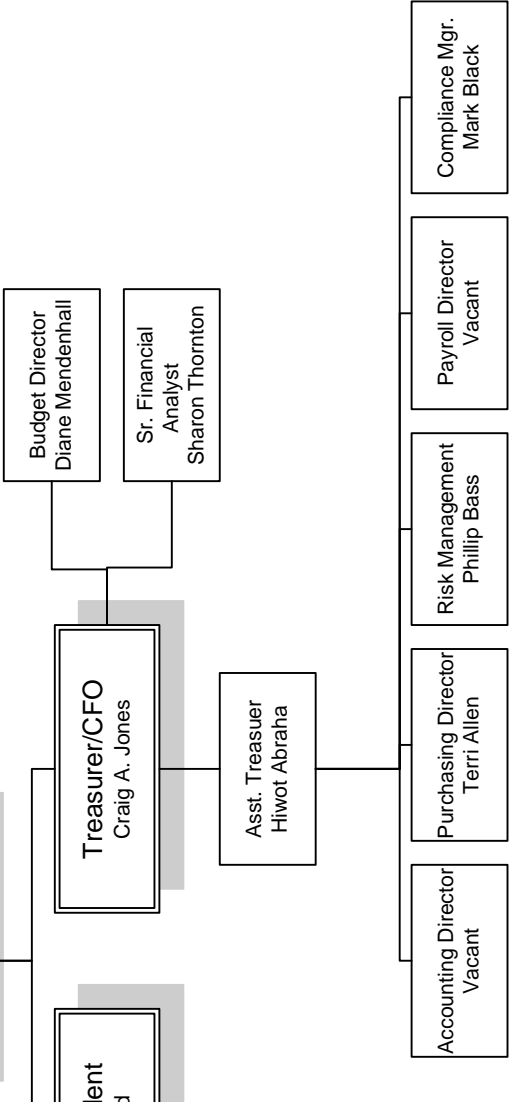 Treasurer/CFO
Craig A. Jones
Budget Director
Diane Mendenhall
Sr. Financial
Analyst
Sharon Thornton
Asst. Treasuer
Hiwot Abraha
Accounting Director
Vacant
Purchasing Director
Terri Allen
Risk Management
Phillip Bass
Payroll Director
Vacant
Compliance Mgr.
Mark Black